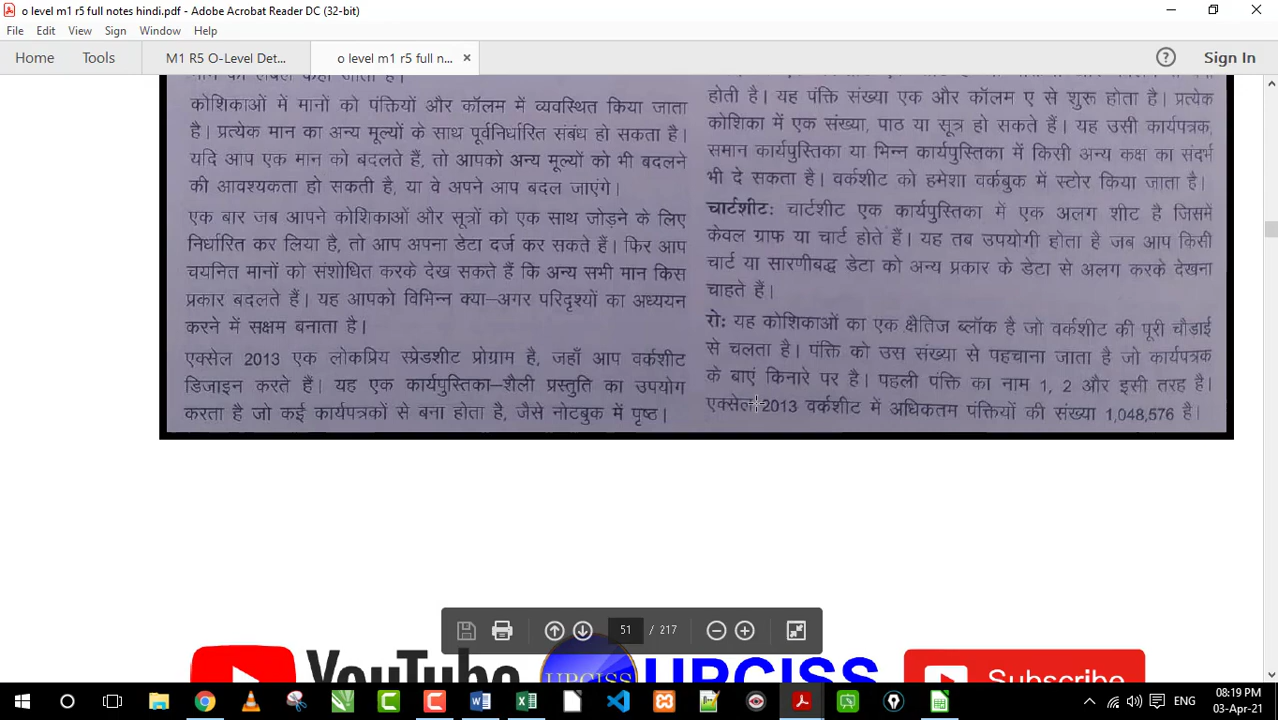 o level m1 r5 full notes hindi.pdf - Adobe Acrobat Reader DC (32-bit)
File Edit View Sign Window Help
Home Tools M1 R5 O-Level Det... o level m1 r5 full n... × Sign In
कोशिकाओं में मानों को पंक्तियों और कॉलम में व्यवस्थित किया जाता
है। प्रत्येक मान का अन्य मूल्यों के साथ पूर्वनिर्धारित संबंध हो सकता है।
यदि आप एक मान को बदलते हैं, तो आपको अन्य मूल्यों को भी बदलने
की आवश्यकता हो सकती है, या वे अपने आप बदल जाएंगे।
एक बार जब आपने कोशिकाओं और सूत्रों को एक साथ जोड़ने के लिए
निर्धारित कर लिया है, तो आप अपना डेटा दर्ज कर सकते हैं। फिर आप
चयनित मानों को संशोधित करके देख सकते हैं कि अन्य सभी मान किस
प्रकार बदलते हैं। यह आपको विभिन्न क्या-अगर परिदृश्यों का अध्ययन
करने में सक्षम बनाता है।
एक्सेल 2013 एक लोकप्रिय स्प्रेडशीट प्रोग्राम है, जहाँ आप वर्कशीट
डिजाइन करते हैं। यह एक कार्यपुस्तिका-शैली प्रस्तुति का उपयोग
करता है जो कई कार्यपत्रकों से बना होता है, जैसे नोटबुक में पृष्ठ।
होती है। यह पंक्ति संख्या एक और कॉलम ए से शुरू होता है। प्रत्येक
कोशिका में एक संख्या, पाठ या सूत्र हो सकते हैं। यह उसी कार्यपत्रक,
समान कार्यपुस्तिका या भिन्न कार्यपुस्तिका में किसी अन्य कक्ष का संदर्भ
भी दे सकता है। वर्कशीट को हमेशा वर्कबुक में स्टोर किया जाता है।
चार्टशीट: चार्टशीट एक कार्यपुस्तिका में एक अलग शीट है जिसमें
केवल ग्राफ या चार्ट होते हैं। यह तब उपयोगी होता है जब आप किसी
चार्ट या सारणीबद्ध डेटा को अन्य प्रकार के डेटा से अलग करके देखना
चाहते हैं।
रो: यह कोशिकाओं का एक क्षैतिज ब्लॉक है जो वर्कशीट की पूरी चौड़ाई
से चलता है। पंक्ति को उस संख्या से पहचाना जाता है जो कार्यपत्रक
के बाएं किनारे पर है। पहली पंक्ति का नाम 1, 2 और इसी तरह है।
एक्सेल 2013 वर्कशीट में अधिकतम पंक्तियों की संख्या 1,048,576 है।
51 / 217
YouTube UPCISS Subscribe
UPCISS
ENG 08:19 PM
03-Apr-21